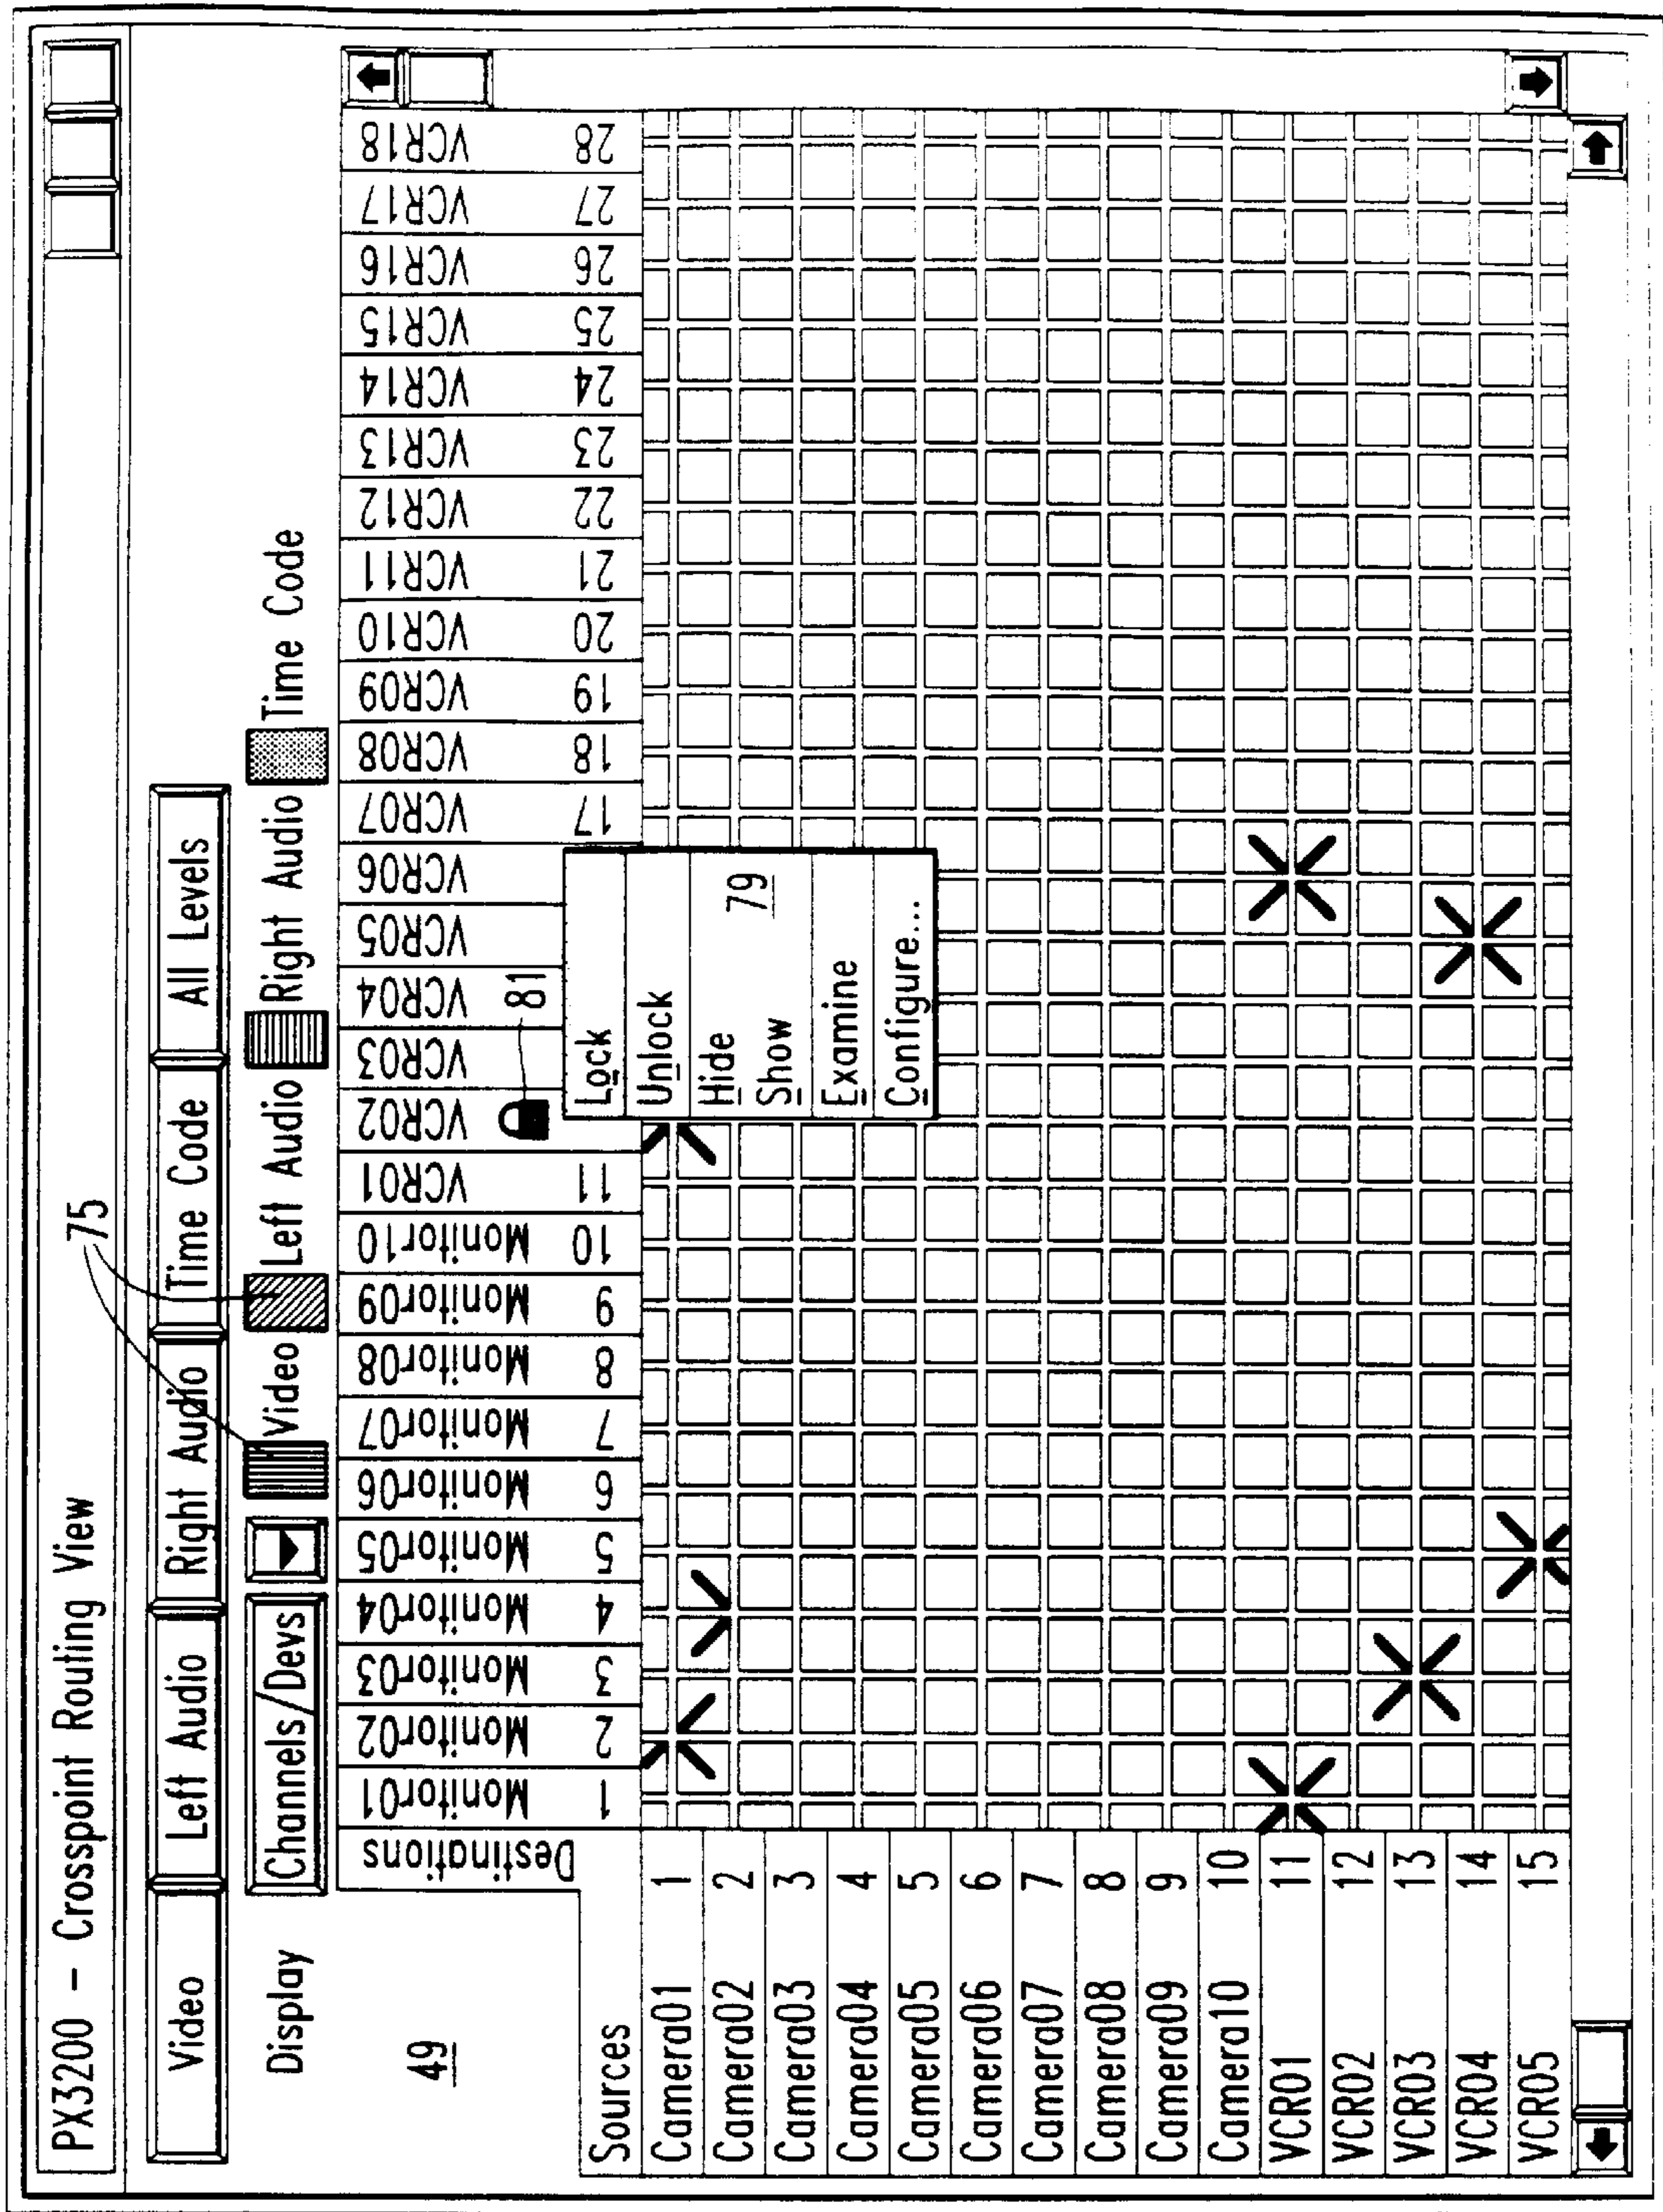 PX3200 - Crosspoint Routing View
75
Video
Left Audio
Right Audio
Time Code
All Levels
Display
Channels/Devs
Video
Left Audio
Right Audio
Time Code
49
Destinations
Monitor01 1
Monitor02 2
Monitor03 3
Monitor04 4
Monitor05 5
Monitor06 6
Monitor07 7
Monitor08 8
Monitor09 9
Monitor10 10
VCR01 11
VCR02
VCR03
VCR04
VCR05
VCR06
VCR07 17
VCR08 18
VCR09 19
VCR10 20
VCR11 21
VCR12 22
VCR13 23
VCR14 24
VCR15 25
VCR16 26
VCR17 27
VCR18 28
81
Lock
Unlock
Hide
79
Show
Examine
Configure...
Sources
Camera01 1
Camera02 2
Camera03 3
Camera04 4
Camera05 5
Camera06 6
Camera07 7
Camera08 8
Camera09 9
Camera10 10
VCR01 11
VCR02 12
VCR03 13
VCR04 14
VCR05 15